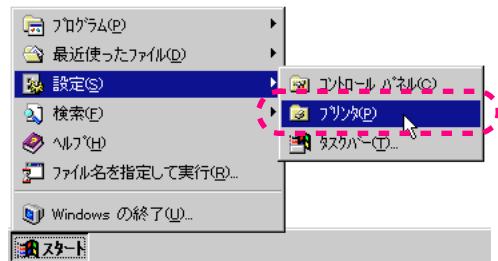 プログラム(P)
最近使ったファイル(D)
設定(S)
検索(F)
ヘルプ(H)
ファイル名を指定して実行(R)...
Windows の終了(U)...
スタート
コントロール パネル(C)
プリンタ(P)
タスクバー(T)...